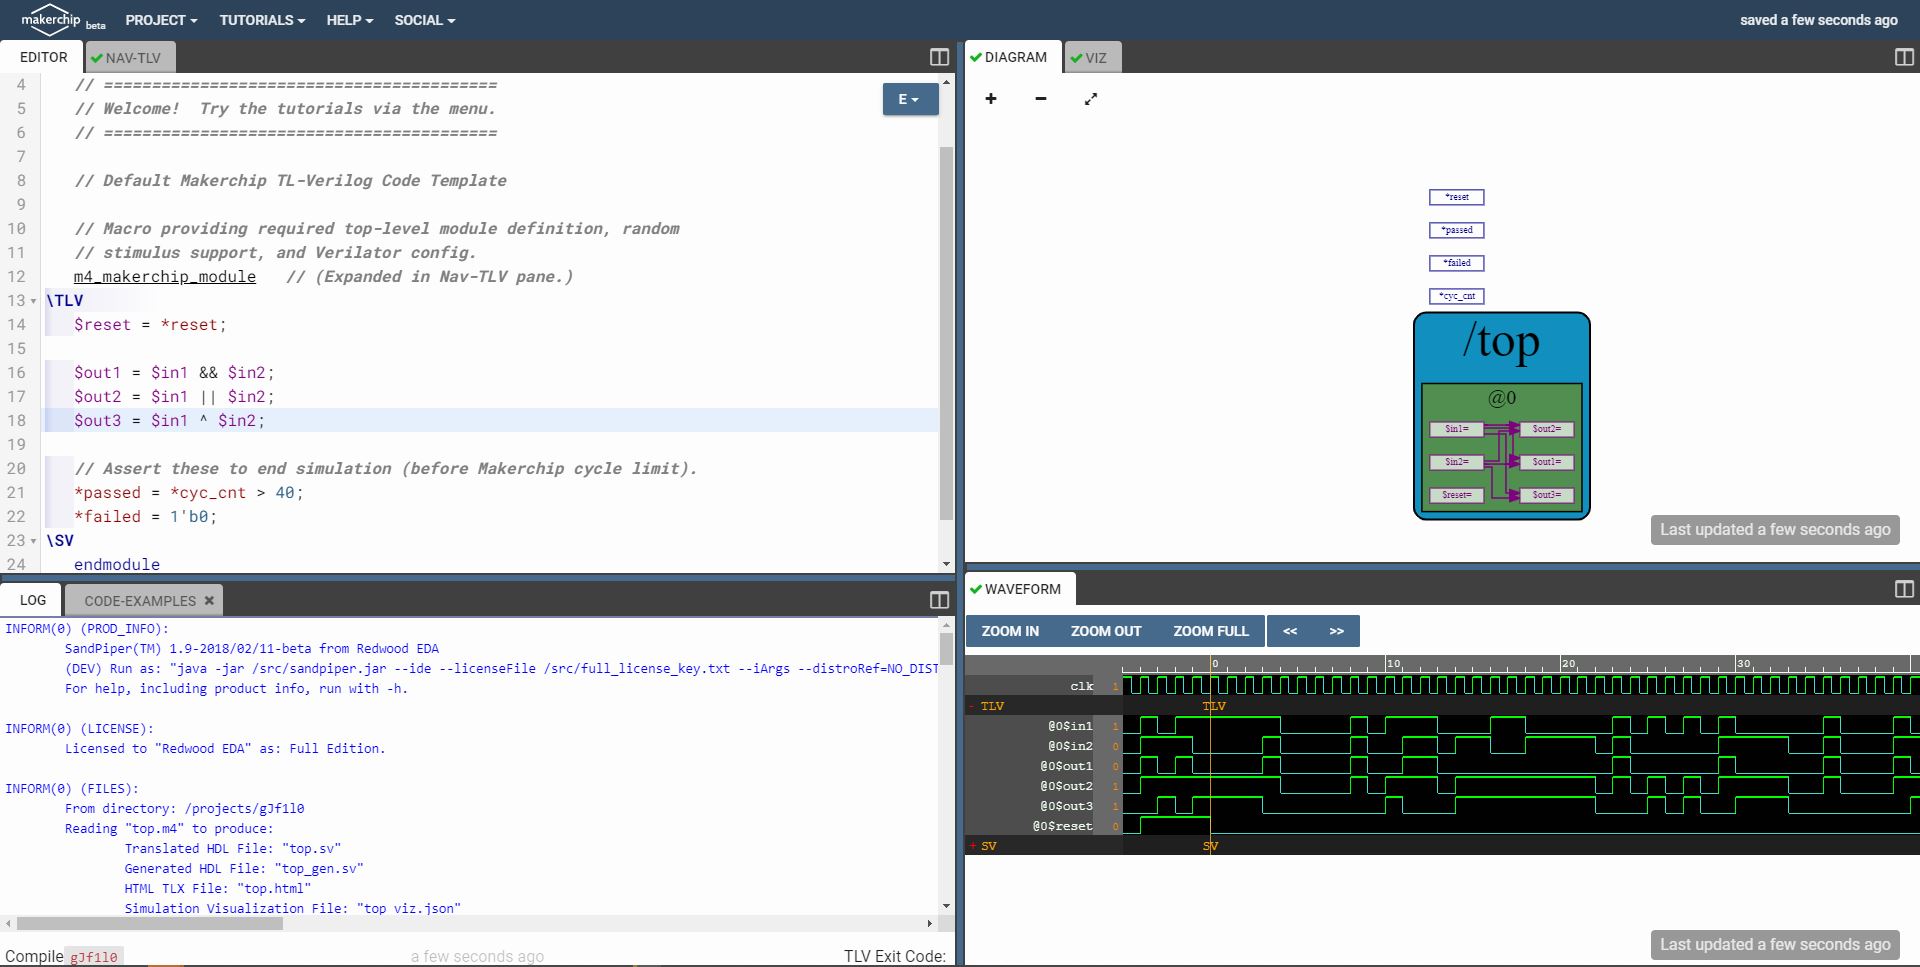 makerchip beta PROJECT TUTORIALS HELP SOCIAL saved a few seconds ago
EDITOR NAV-TLV
4 // =========================================
5 // Welcome!  Try the tutorials via the menu.
6 // =========================================
7
8 // Default Makerchip TL-Verilog Code Template
9
10 // Macro providing required top-level module definition, random
11 // stimulus support, and Verilator config.
12 m4_makerchip_module   // (Expanded in Nav-TLV pane.)
13 \TLV
14 $reset = *reset;
15
16 $out1 = $in1 && $in2;
17 $out2 = $in1 || $in2;
18 $out3 = $in1 ^ $in2;
19
20 // Assert these to end simulation (before Makerchip cycle limit).
21 *passed = *cyc_cnt > 40;
22 *failed = 1'b0;
23 \SV
24 endmodule
E
LOG CODE-EXAMPLES ×
INFORM(0) (PROD_INFO):
SandPiper(TM) 1.9-2018/02/11-beta from Redwood EDA
(DEV) Run as: "java -jar /src/sandpiper.jar --ide --licenseFile /src/full_license_key.txt --iArgs --distroRef=NO_DIST
For help, including product info, run with -h.
INFORM(0) (LICENSE):
Licensed to "Redwood EDA" as: Full Edition.
INFORM(0) (FILES):
From directory: /projects/gJf1l0
Reading "top.m4" to produce:
Translated HDL File: "top.sv"
Generated HDL File: "top_gen.sv"
HTML TLX File: "top.html"
Simulation Visualization File: "top_viz.json"
Compile gJf1l0 a few seconds ago TLV Exit Code:
DIAGRAM VIZ
+ −
*reset
*passed
*failed
*cyc_cnt
/top
@0
$in1= $out2=
$in2= $out1=
$reset= $out3=
Last updated a few seconds ago
WAVEFORM
ZOOM IN ZOOM OUT ZOOM FULL << >>
0 10 20 30
clk 1
- TLV TLV
@0$in1 1
@0$in2 0
@0$out1 0
@0$out2 1
@0$out3 1
@0$reset 0
+ SV SV
Last updated a few seconds ago